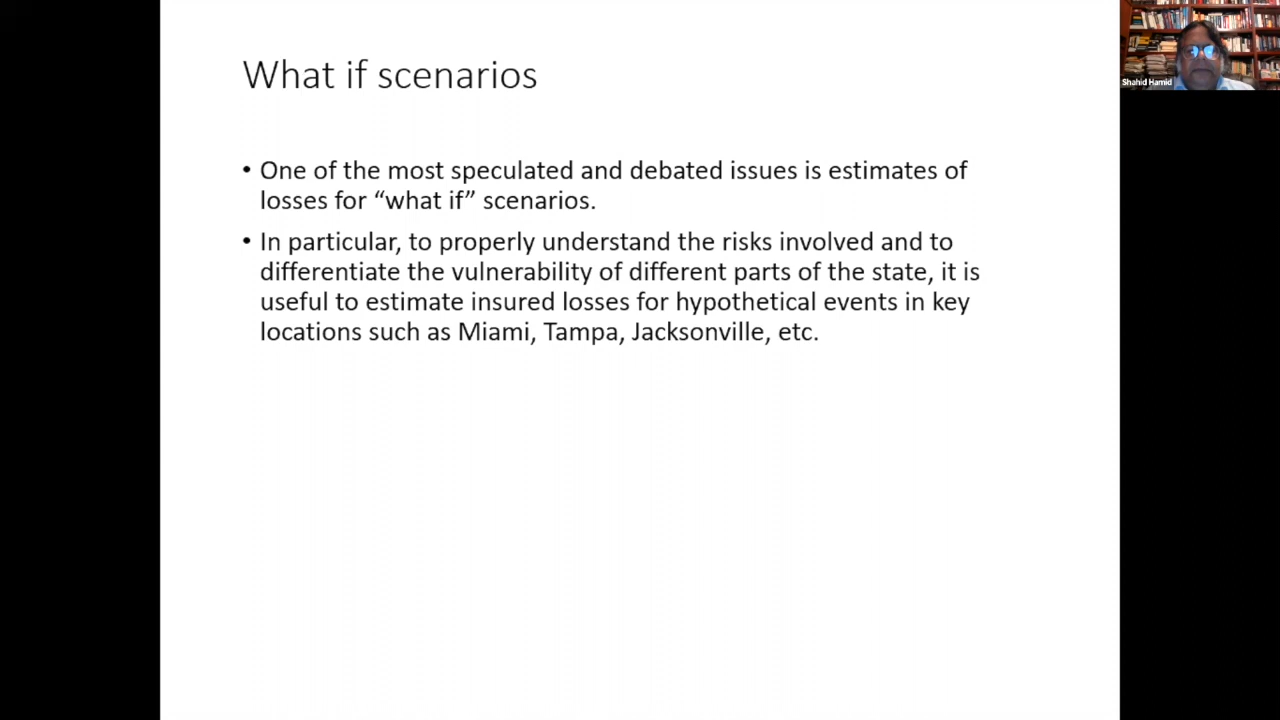 What if scenarios
• One of the most speculated and debated issues is estimates of
losses for “what if” scenarios.
• In particular, to properly understand the risks involved and to
differentiate the vulnerability of different parts of the state, it is
useful to estimate insured losses for hypothetical events in key
locations such as Miami, Tampa, Jacksonville, etc.
Shahid Hamid